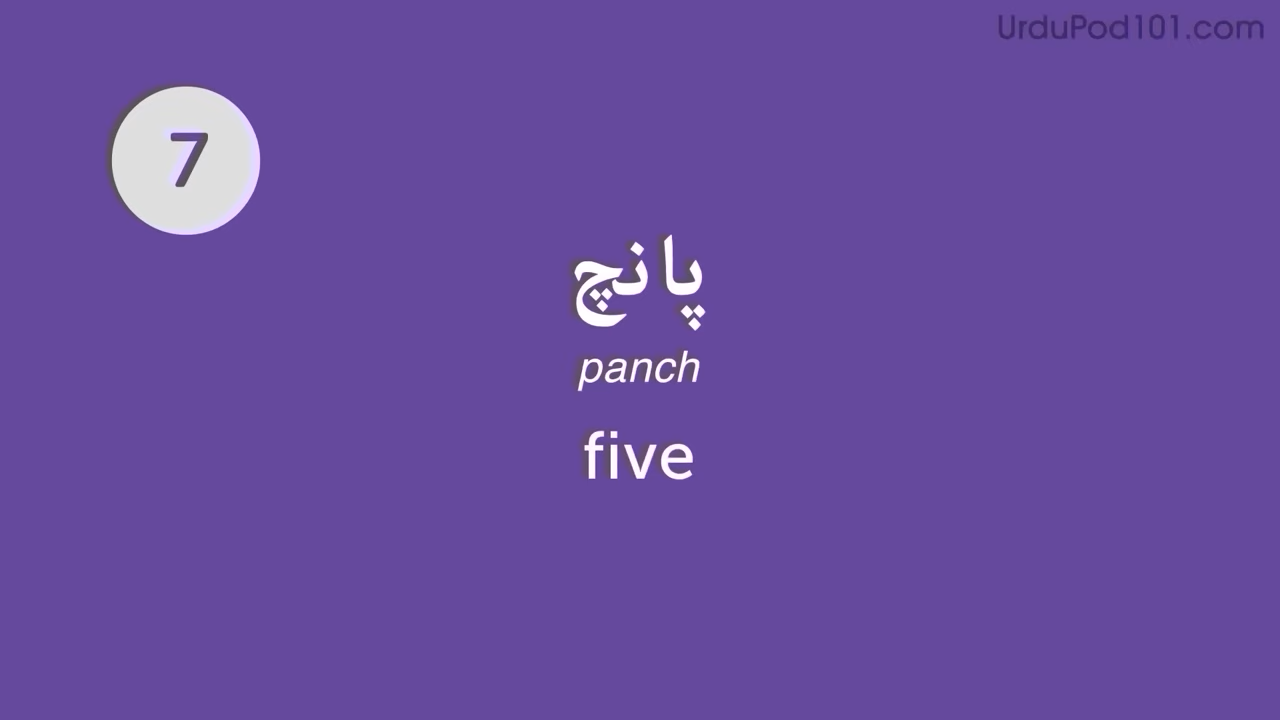 UrduPod101.com
7
پانچ
panch
five